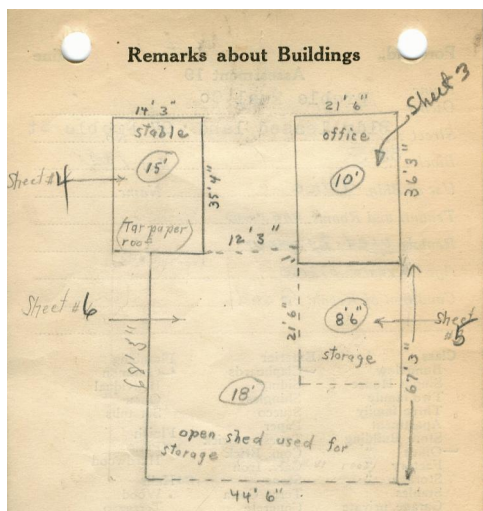 Remarks about Buildings
14' 3"
stable
15'
35' 4"
(Tar paper)
roof
Sheet #4
21' 6"
office
10'
Sheet 3
36' 3"
12' 3"
Sheet #6
21' 6"
8' 6"
storage
Sheet
#5
67' 3"
68' 3"
18'
open shed used for
storage
44' 6"